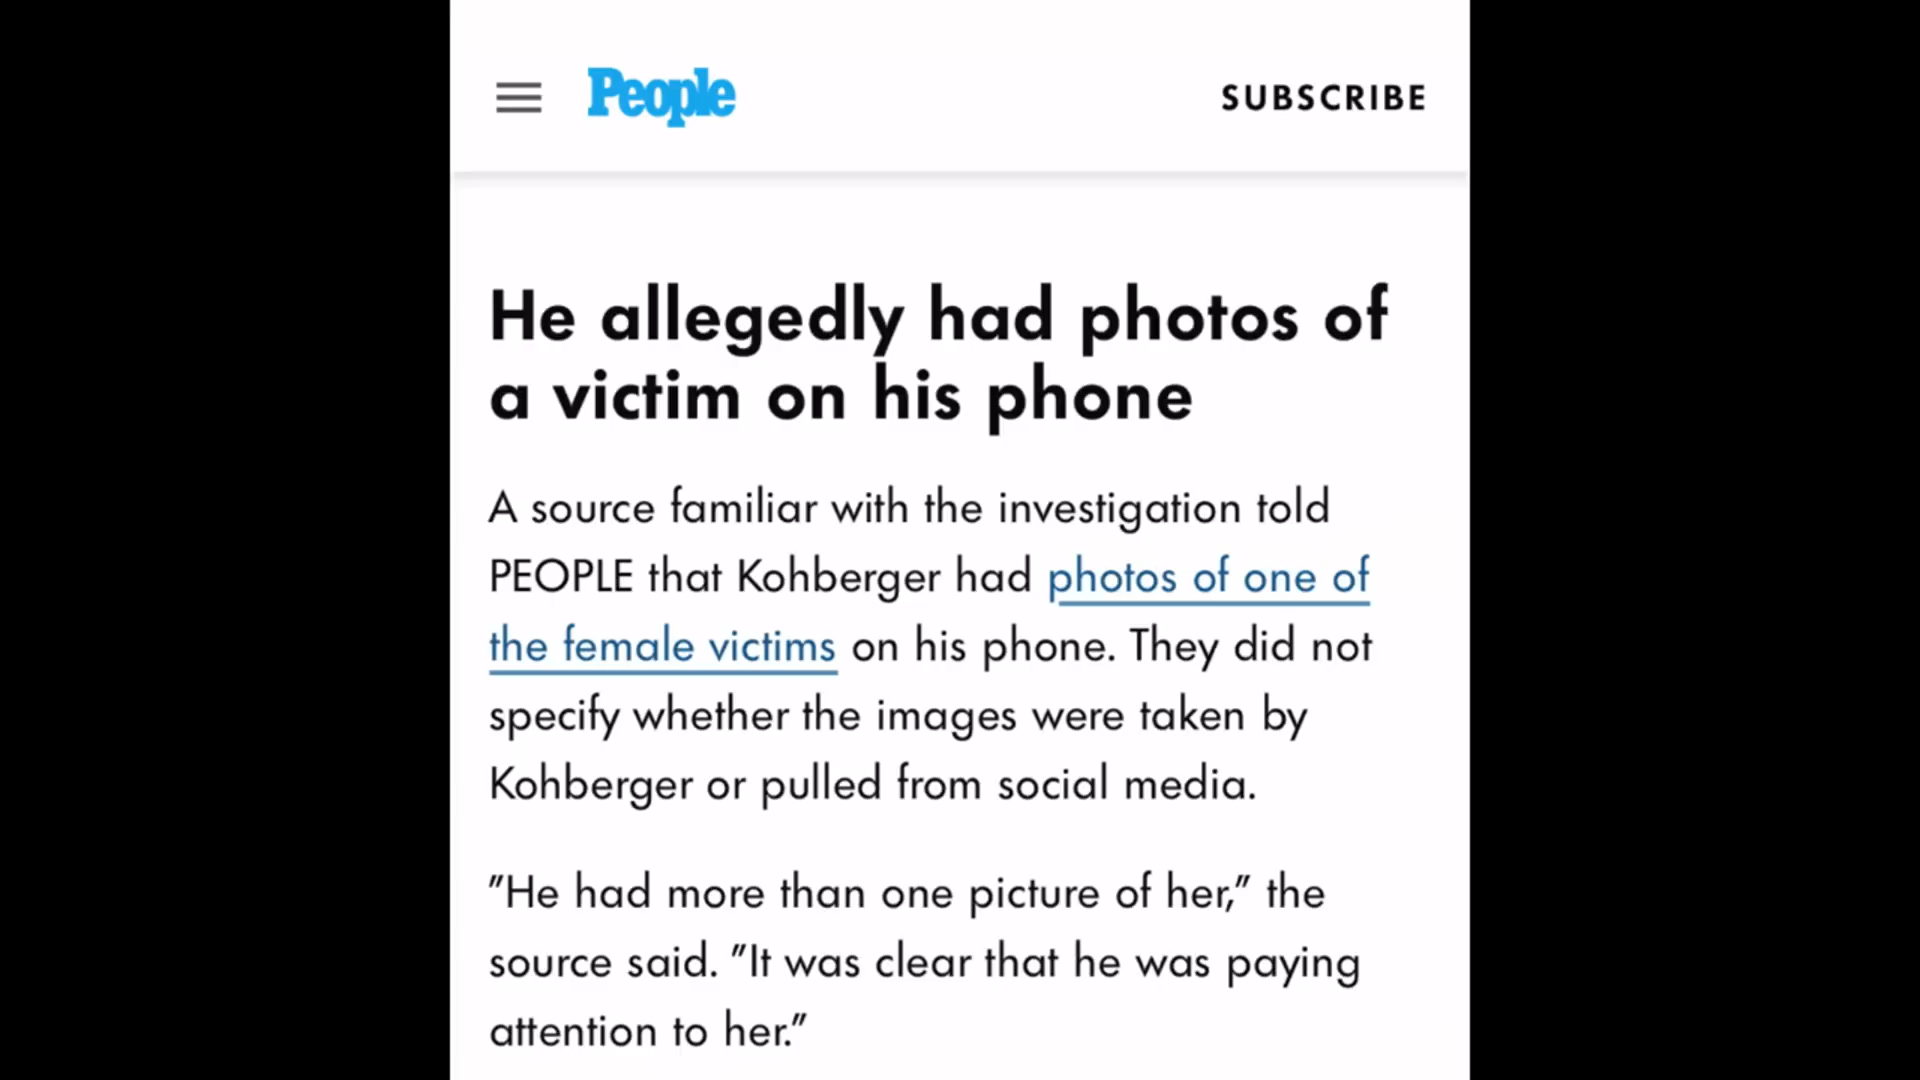 People
SUBSCRIBE
He allegedly had photos of
a victim on his phone
A source familiar with the investigation told
PEOPLE that Kohberger had photos of one of
the female victims on his phone. They did not
specify whether the images were taken by
Kohberger or pulled from social media.
"He had more than one picture of her," the
source said. "It was clear that he was paying
attention to her."